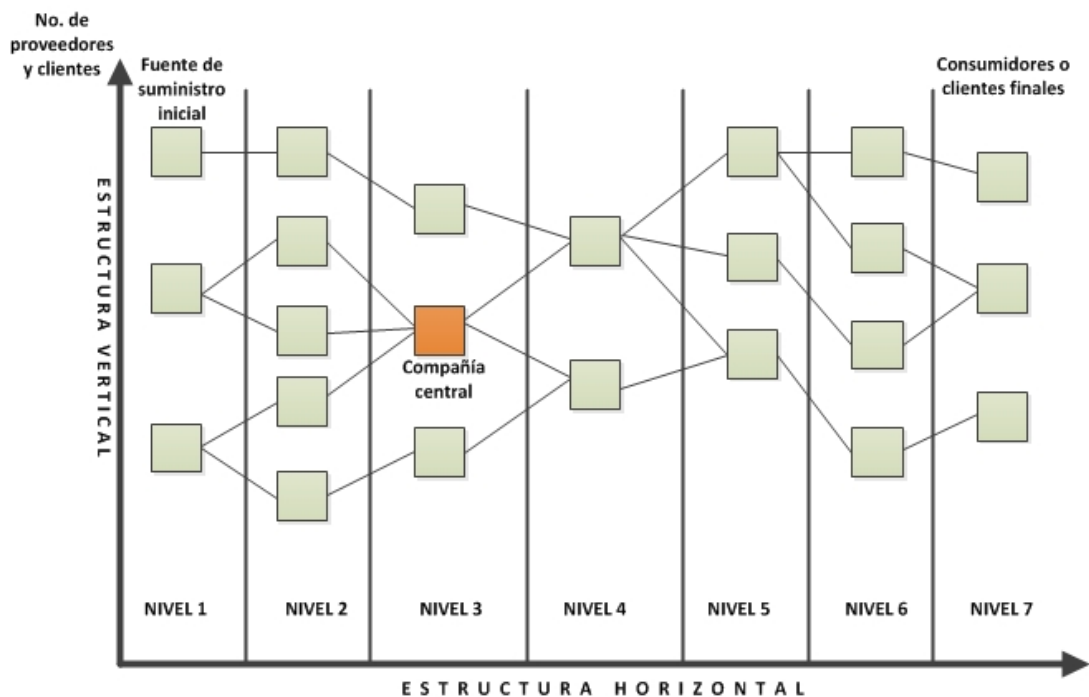 No. de
proveedores
y clientes
Fuente de
suministro
inicial
Consumidores o
clientes finales
ESTRUCTURA VERTICAL
Compañía
central
NIVEL 1
NIVEL 2
NIVEL 3
NIVEL 4
NIVEL 5
NIVEL 6
NIVEL 7
ESTRUCTURA HORIZONTAL